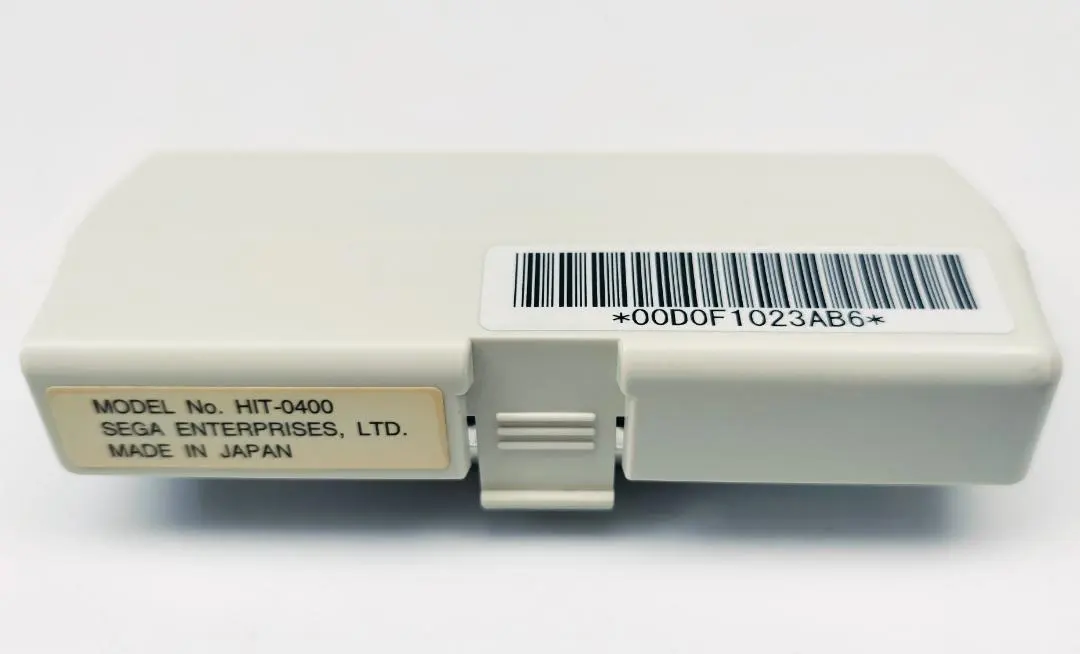 *00D0F1023AB6*
MODEL No. HIT-0400
SEGA ENTERPRISES, LTD.
MADE IN JAPAN